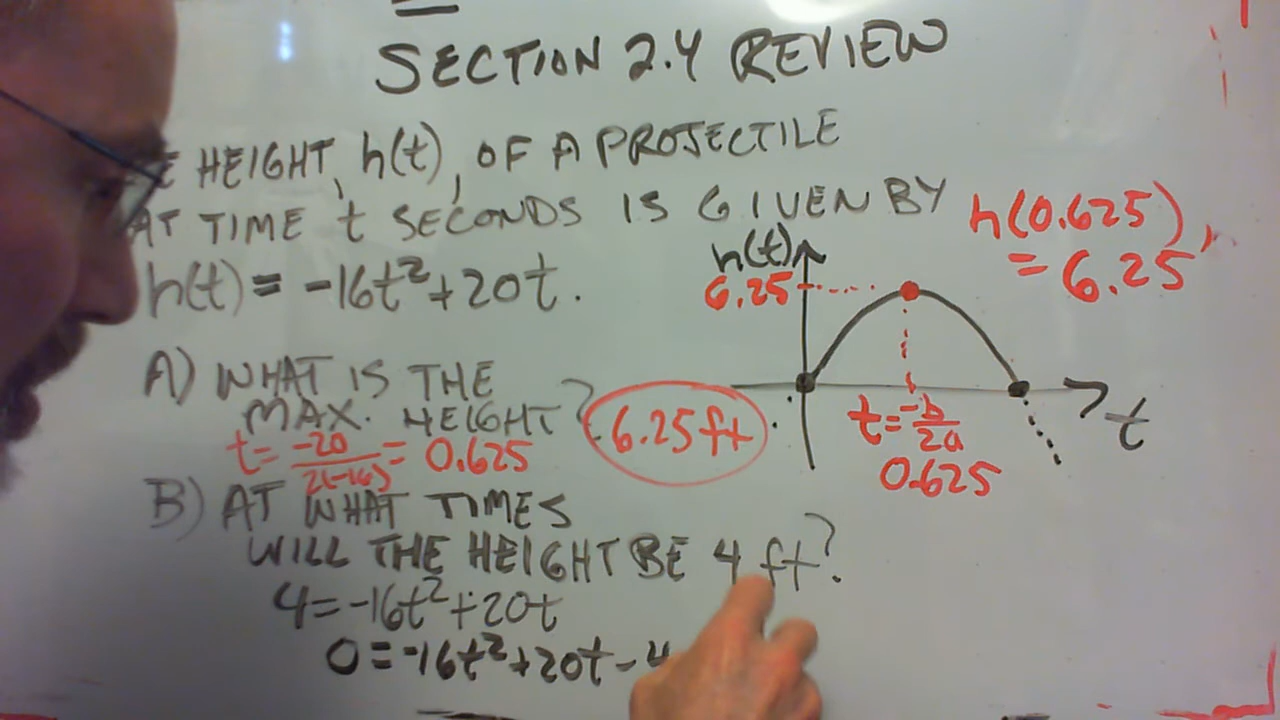 SECTION 2.4 REVIEW
E HEIGHT, h(t), OF A PROJECTILE
AT TIME t SECONDS IS GIVEN BY
h(t) = -16t²+20t.
h(0.625)
= 6.25'
h(t)
6.25
t
t = -b/2a
0.625
A) WHAT IS THE
MAX. HEIGHT?
6.25ft
t = -20/2(-16) = 0.625
B) AT WHAT TIMES
WILL THE HEIGHT BE 4 ft?
4=-16t²+20t
0=-16t²+20t-4